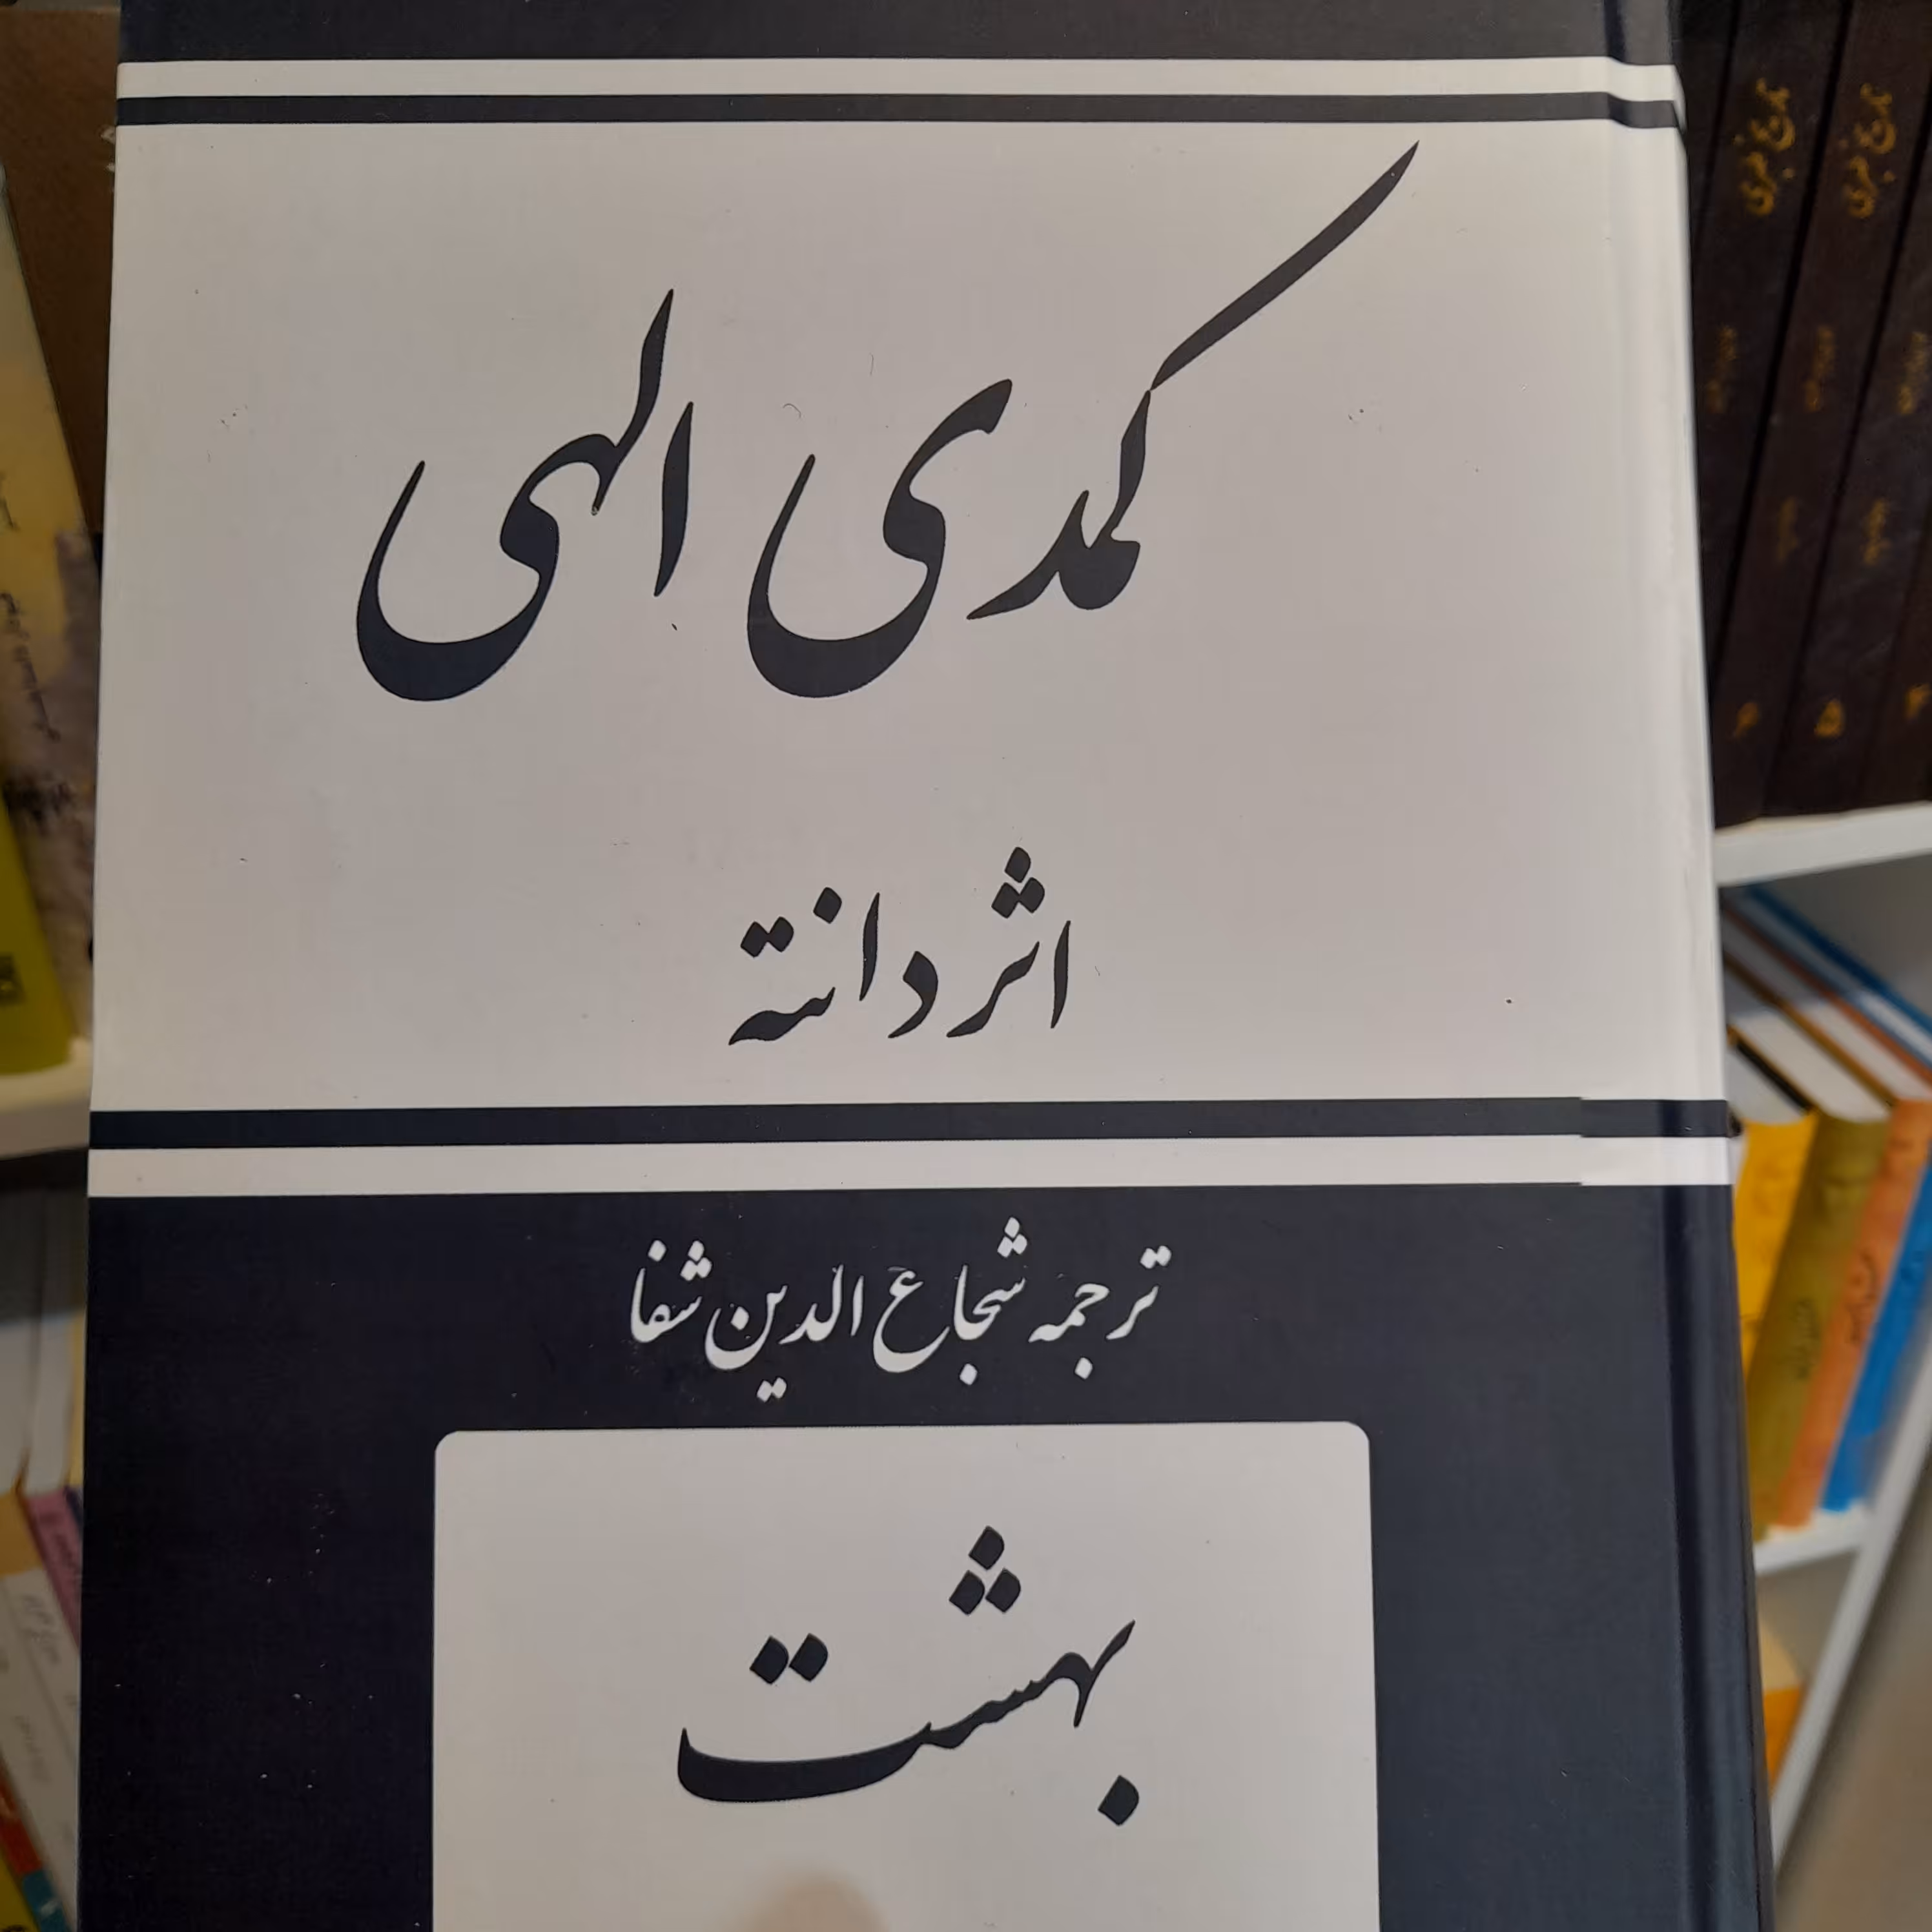 کمدی الهی
اثر دانته
ترجمه شجاع الدین شفا
بهشت